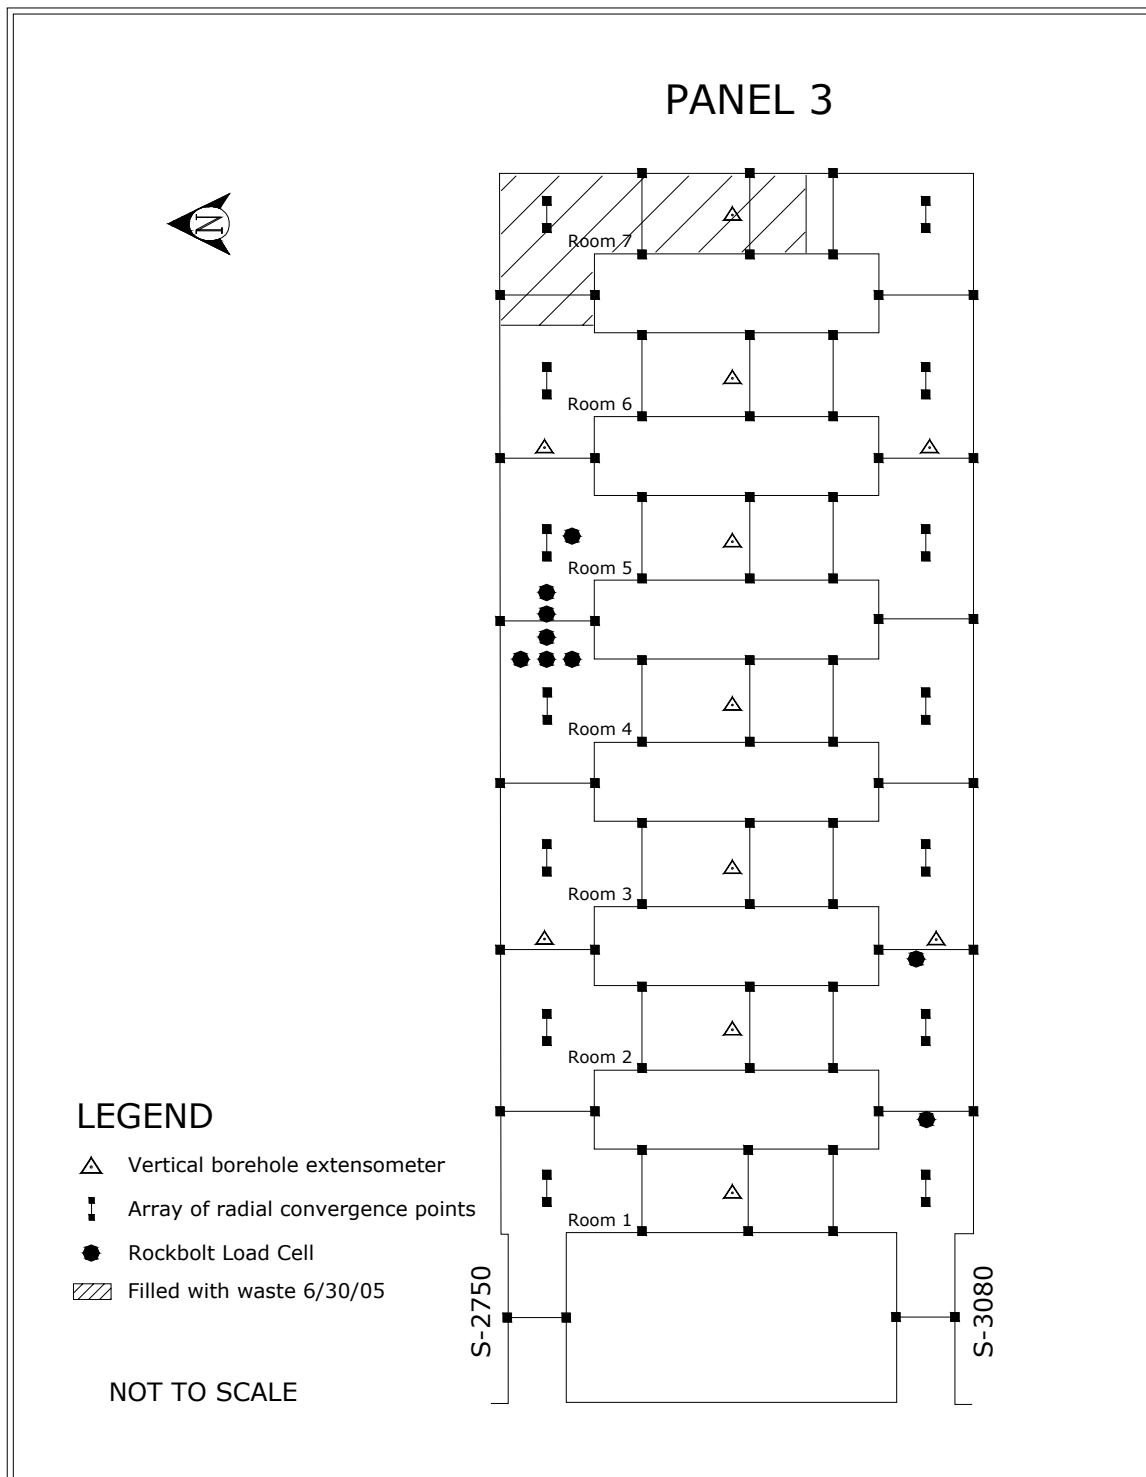 PANEL 3
N
Room 7
Room 6
Room 5
Room 4
Room 3
Room 2
Room 1
LEGEND
Vertical borehole extensometer
Array of radial convergence points
Rockbolt Load Cell
Filled with waste 6/30/05
S-2750
S-3080
NOT TO SCALE